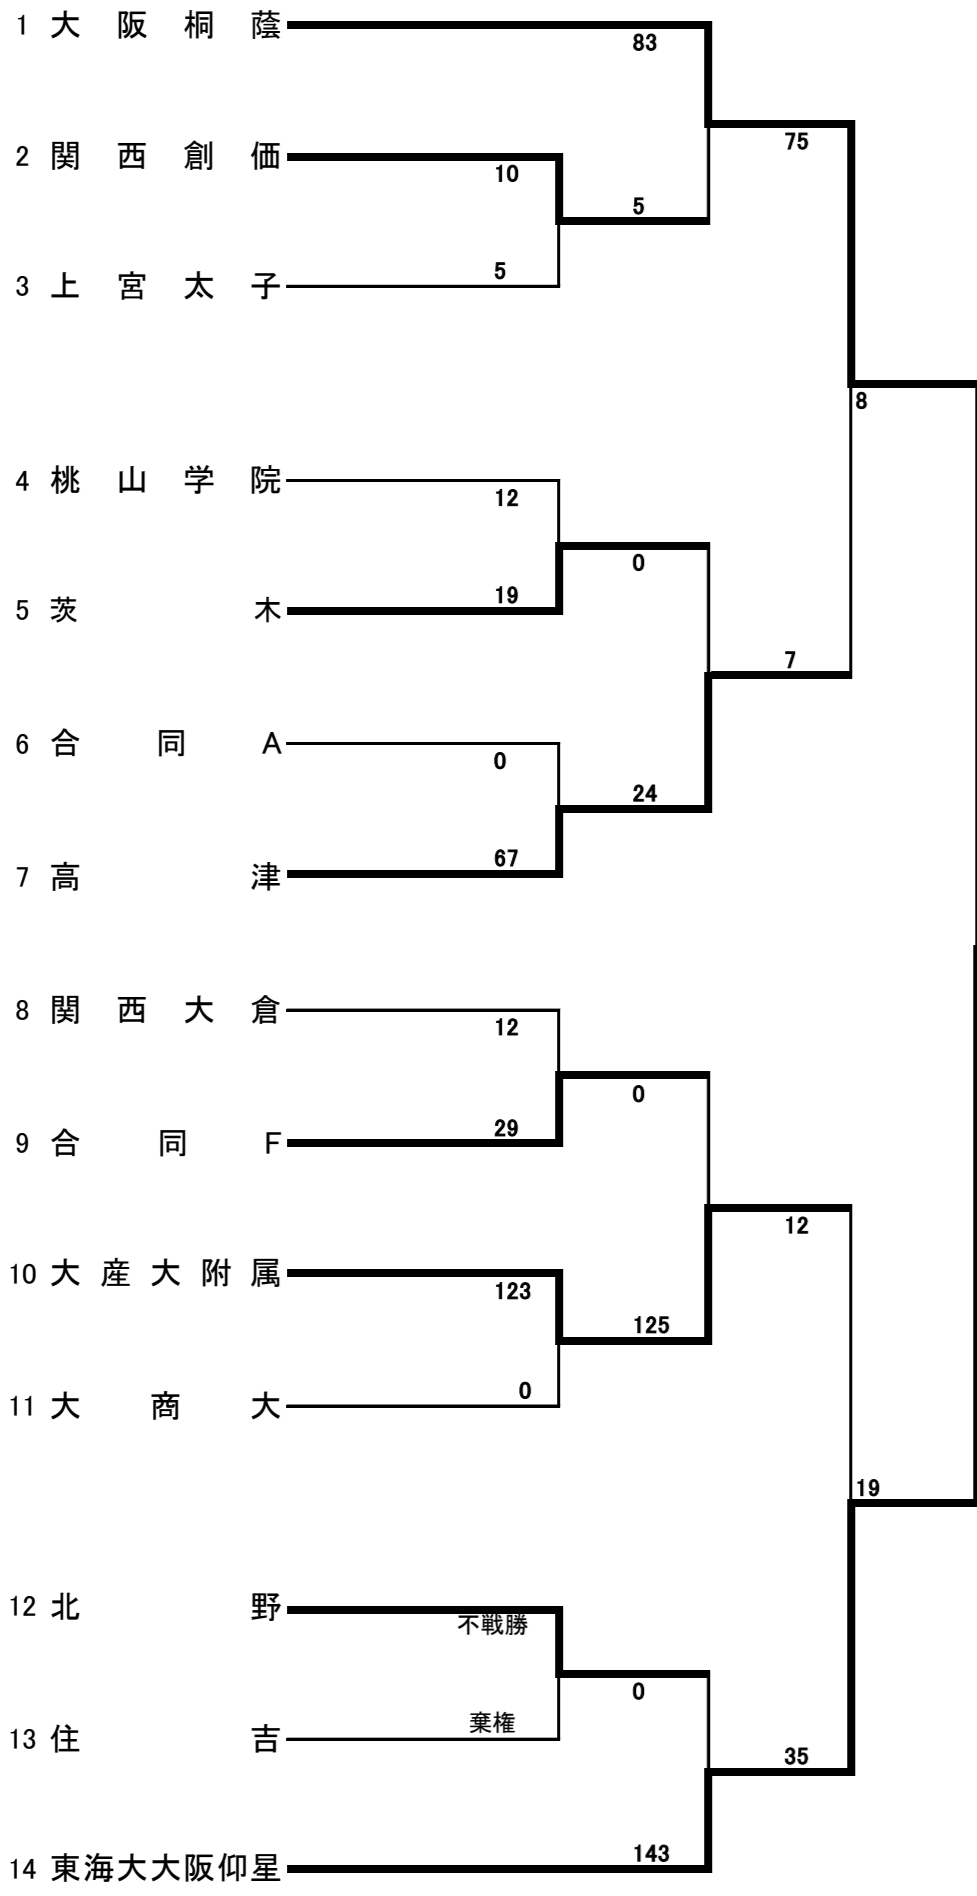 1 大阪桐蔭
83
75
2 関西創価
10
5
3 上宮太子
5
8
4 桃山学院
12
0
5 茨木
19
7
6 合同A
0
24
7 高津
67
8 関西大倉
12
0
9 合同F
29
12
10 大産大附属
123
125
11 大商大
0
19
12 北野
不戦勝
0
13 住吉
棄権
35
14 東海大大阪仰星
143